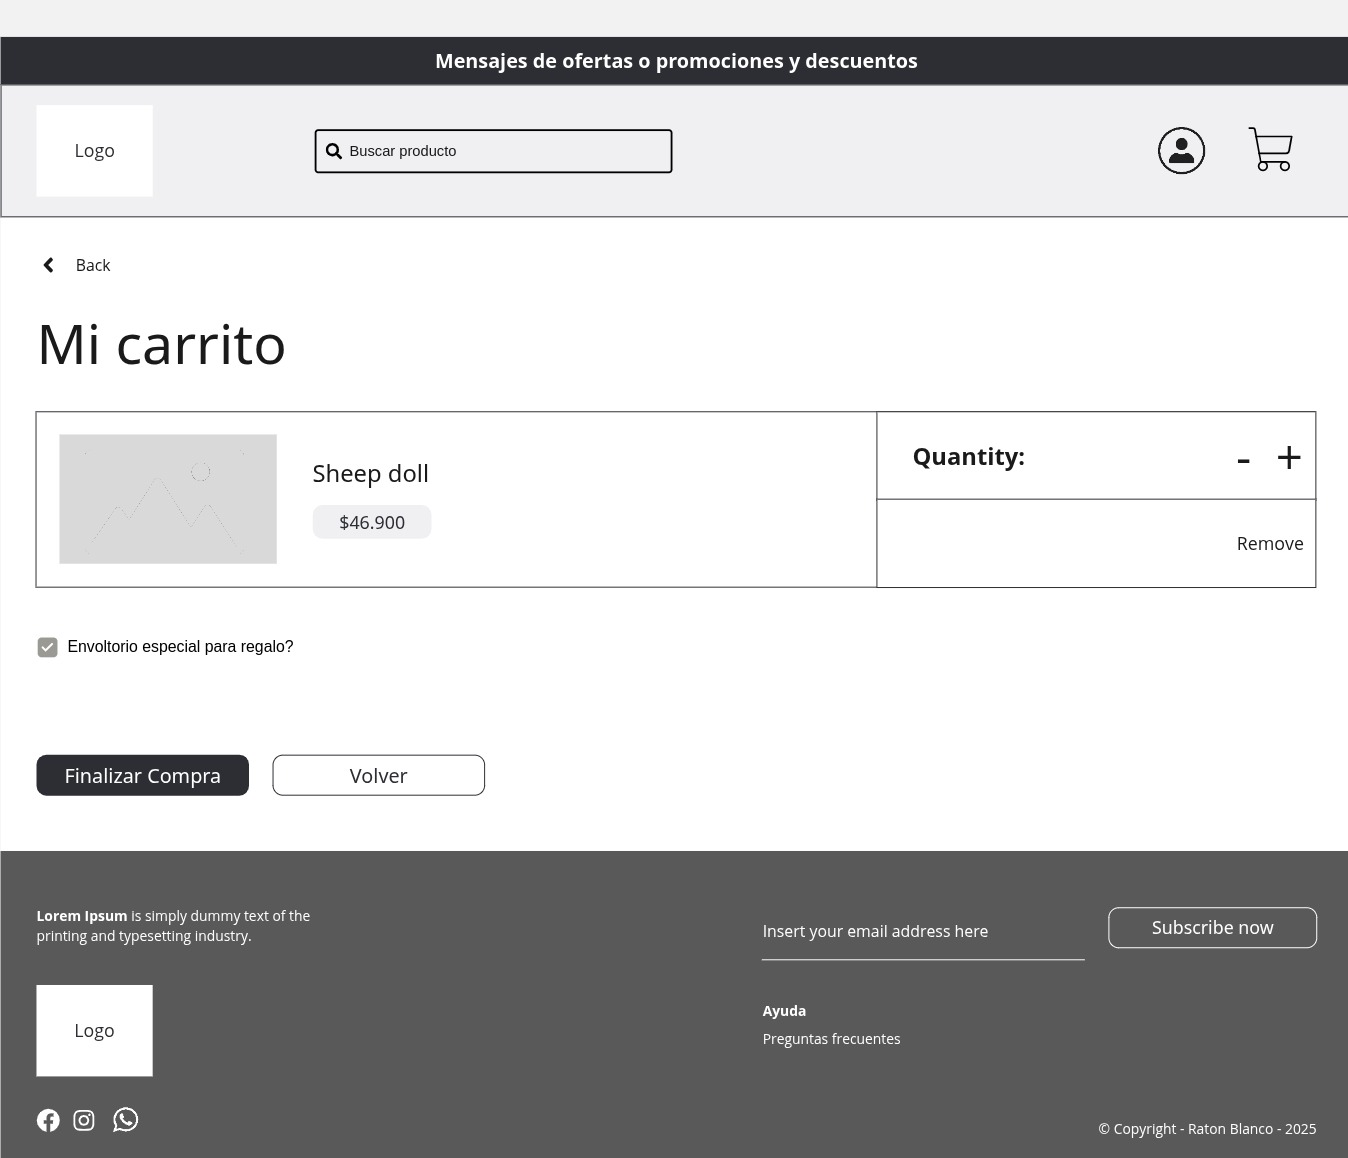 Mensajes de ofertas o promociones y descuentos
Logo
Buscar producto
Back
Mi carrito
Sheep doll
$46.900
Quantity:
- +
Remove
Envoltorio especial para regalo?
Finalizar Compra
Volver
Lorem Ipsum is simply dummy text of the
printing and typesetting industry.
Insert your email address here
Subscribe now
Logo
Ayuda
Preguntas frecuentes
© Copyright - Raton Blanco - 2025